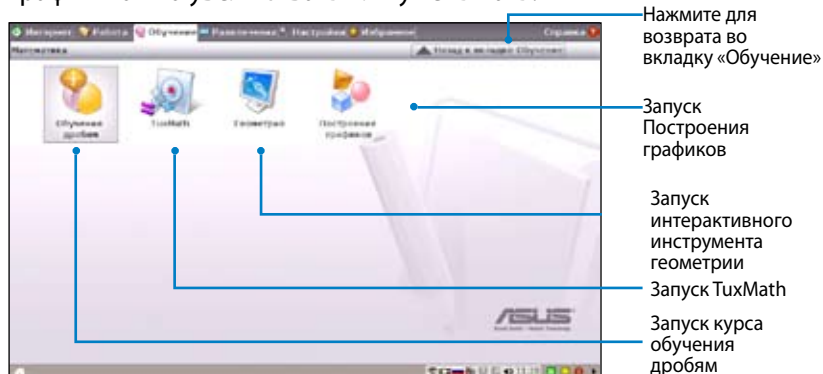 Интернет Работа Обучение Развлечения Настройки Избранное Справка
Математика Назад к вкладке Обучение
Обучение дробям
TuxMath
Геометрия
Построение графиков
Нажмите для
возврата во
вкладку «Обучение»
Запуск
Построения
графиков
Запуск
интерактивного
инструмента
геометрии
Запуск TuxMath
Запуск курса
обучения
дробям
ASUS